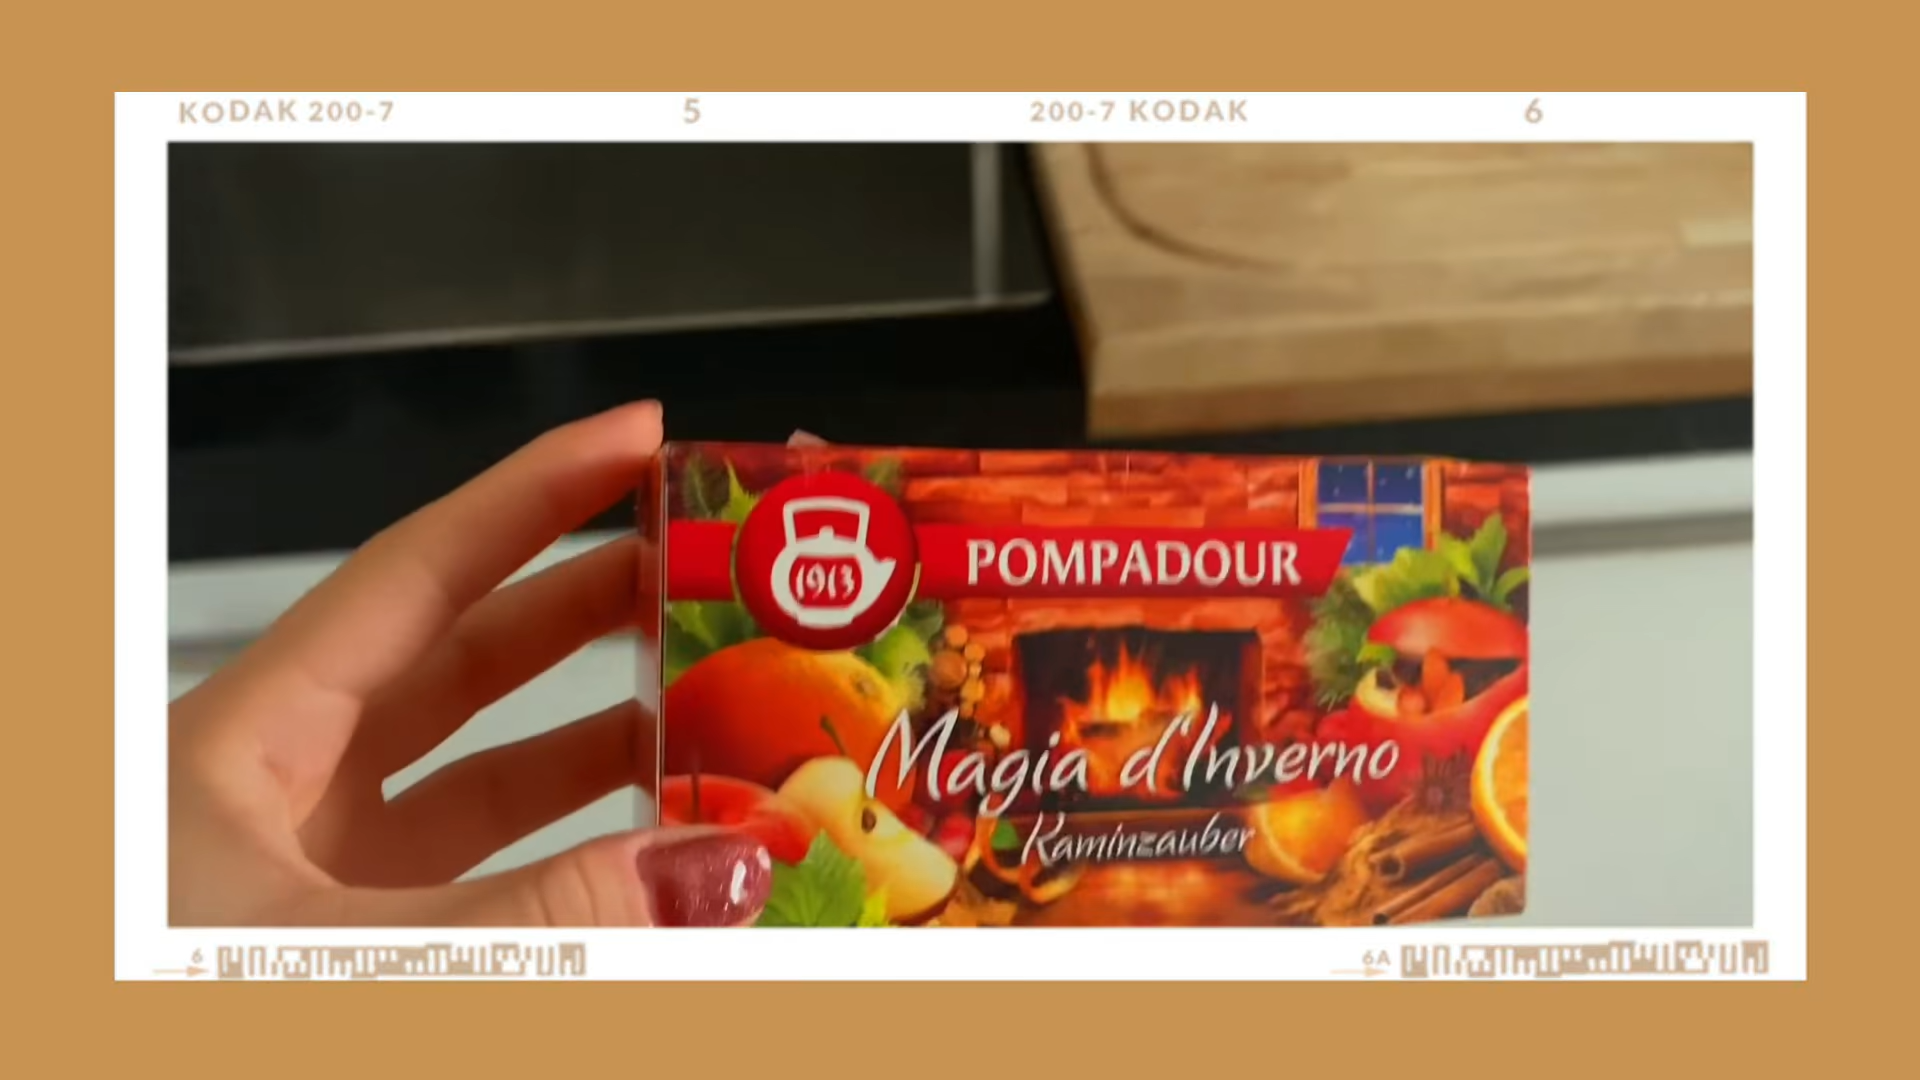 KODAK 200-7 5 200-7 KODAK 6
1913
POMPADOUR
Magia d'Inverno
Kaminzauber
6 6A